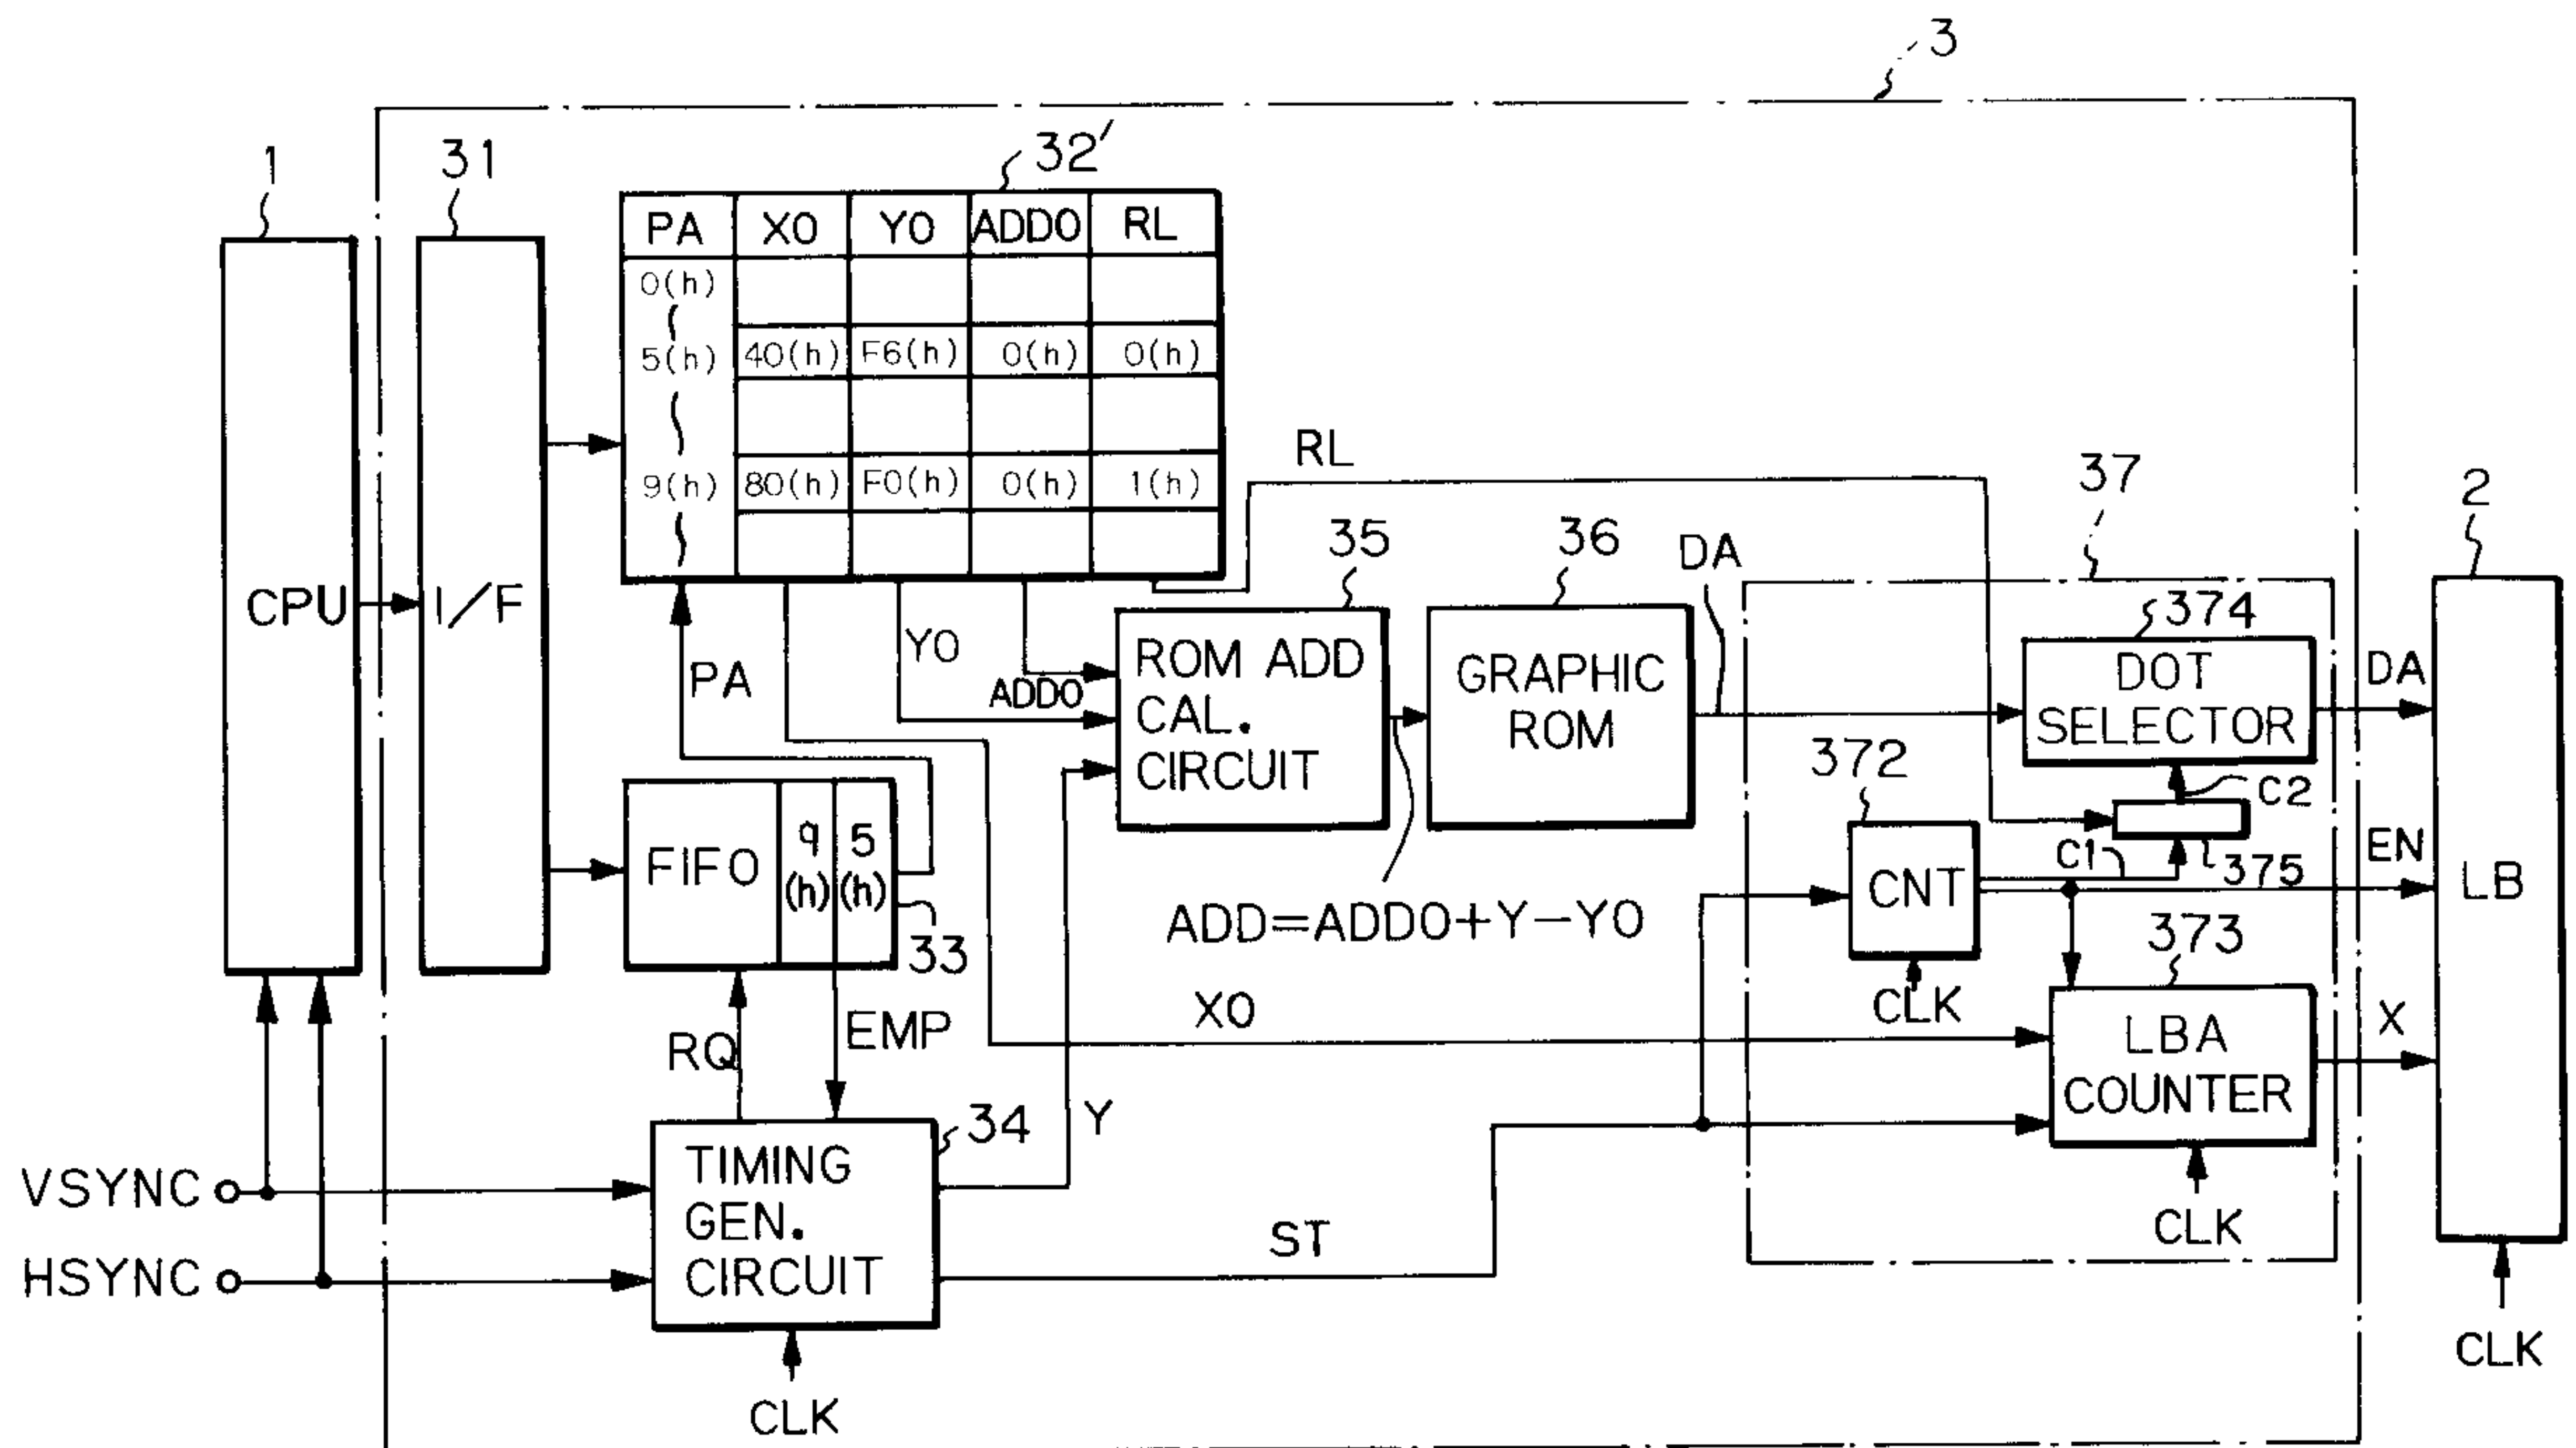 3
1
31
32'
PA X0 Y0 ADD0 RL
0(h)
5(h) 40(h) F6(h) 0(h) 0(h)
9(h) 80(h) F0(h) 0(h) 1(h)
RL
37
2
35
36
DA
CPU
I/F
PA
Y0
ADD0
ROM ADD
CAL.
CIRCUIT
GRAPHIC
ROM
374
DOT
SELECTOR
DA
372
C2
FIFO
9
(h)
5
(h)
33
CNT
C1
375
EN
LB
ADD=ADD0+Y−Y0
373
CLK
X0
LBA
COUNTER
X
RQ
EMP
34
Y
VSYNC
HSYNC
TIMING
GEN.
CIRCUIT
ST
CLK
CLK
CLK